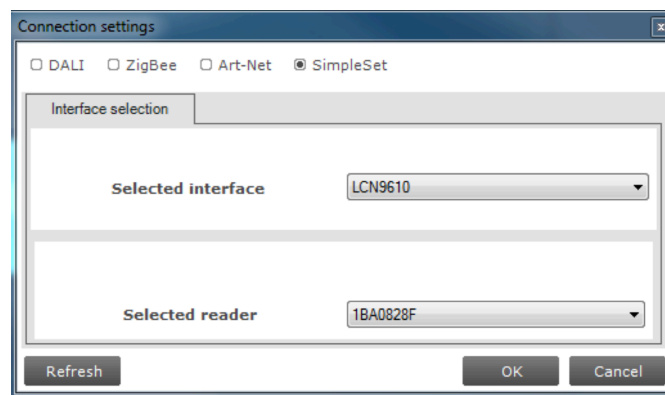 Connection settings
DALI ZigBee Art-Net SimpleSet
Interface selection
Selected interface LCN9610
Selected reader 1BA0828F
Refresh OK Cancel